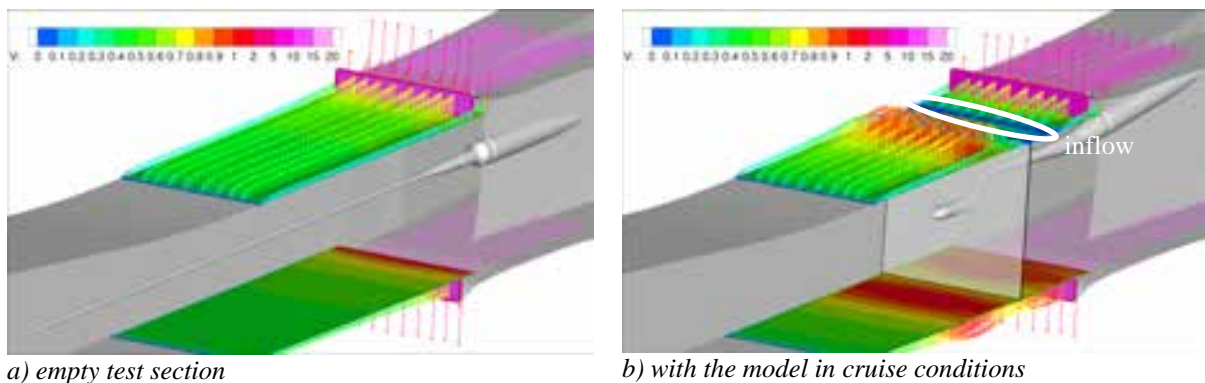 V: 0 0.1 0.2 0.3 0.4 0.5 0.6 0.7 0.8 0.9 1 2 5 10 15 20
V: 0 0.1 0.2 0.3 0.4 0.5 0.6 0.7 0.8 0.9 1 2 5 10 15 20
inflow
a) empty test section
b) with the model in cruise conditions